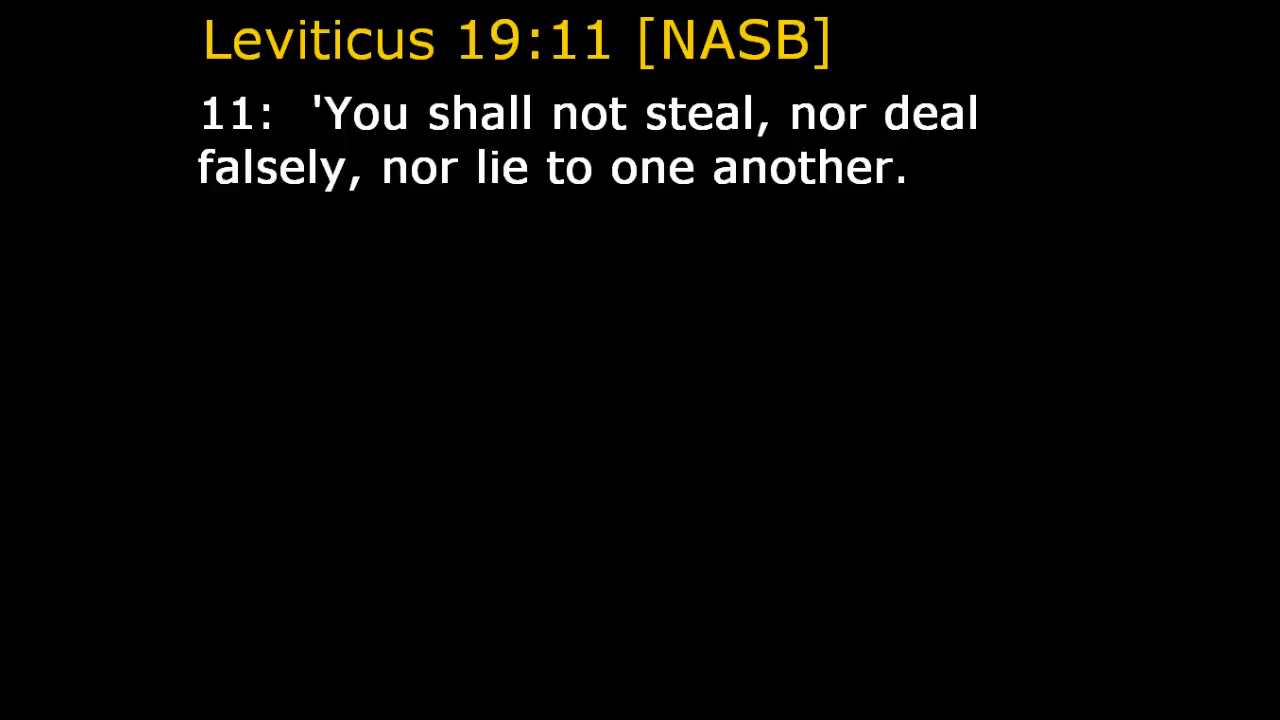 Leviticus 19:11 [NASB]
11:  'You shall not steal, nor deal
falsely, nor lie to one another.